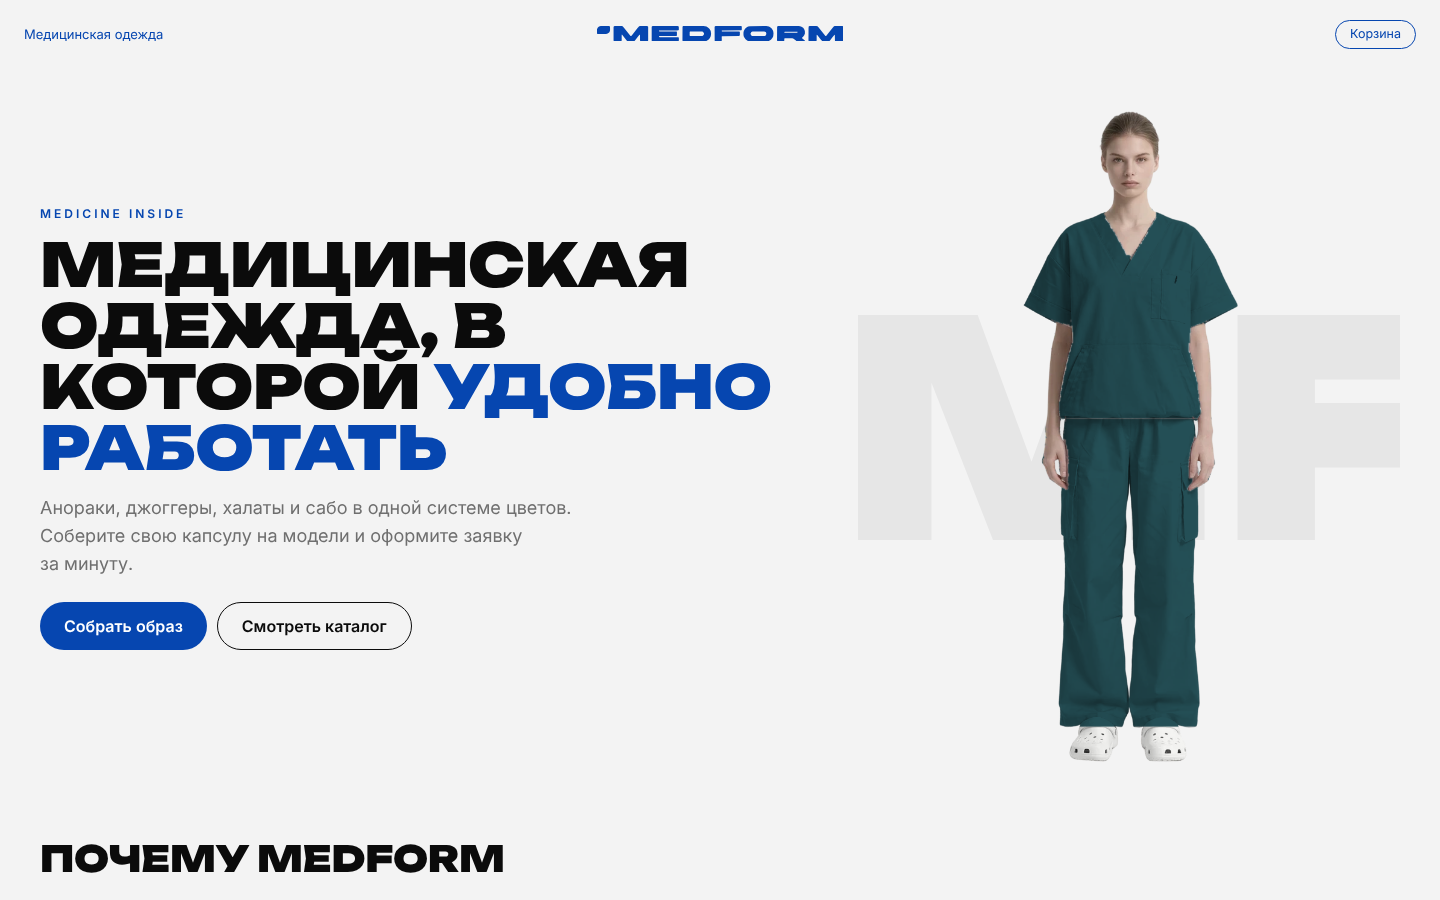 Медицинская одежда
MEDFORM
Корзина
MEDICINE INSIDE
МЕДИЦИНСКАЯ
ОДЕЖДА, В
КОТОРОЙ УДОБНО
РАБОТАТЬ
MF
Анораки, джоггеры, халаты и сабо в одной системе цветов.
Соберите свою капсулу на модели и оформите заявку
за минуту.
Собрать образ
Смотреть каталог
ПОЧЕМУ MEDFORM